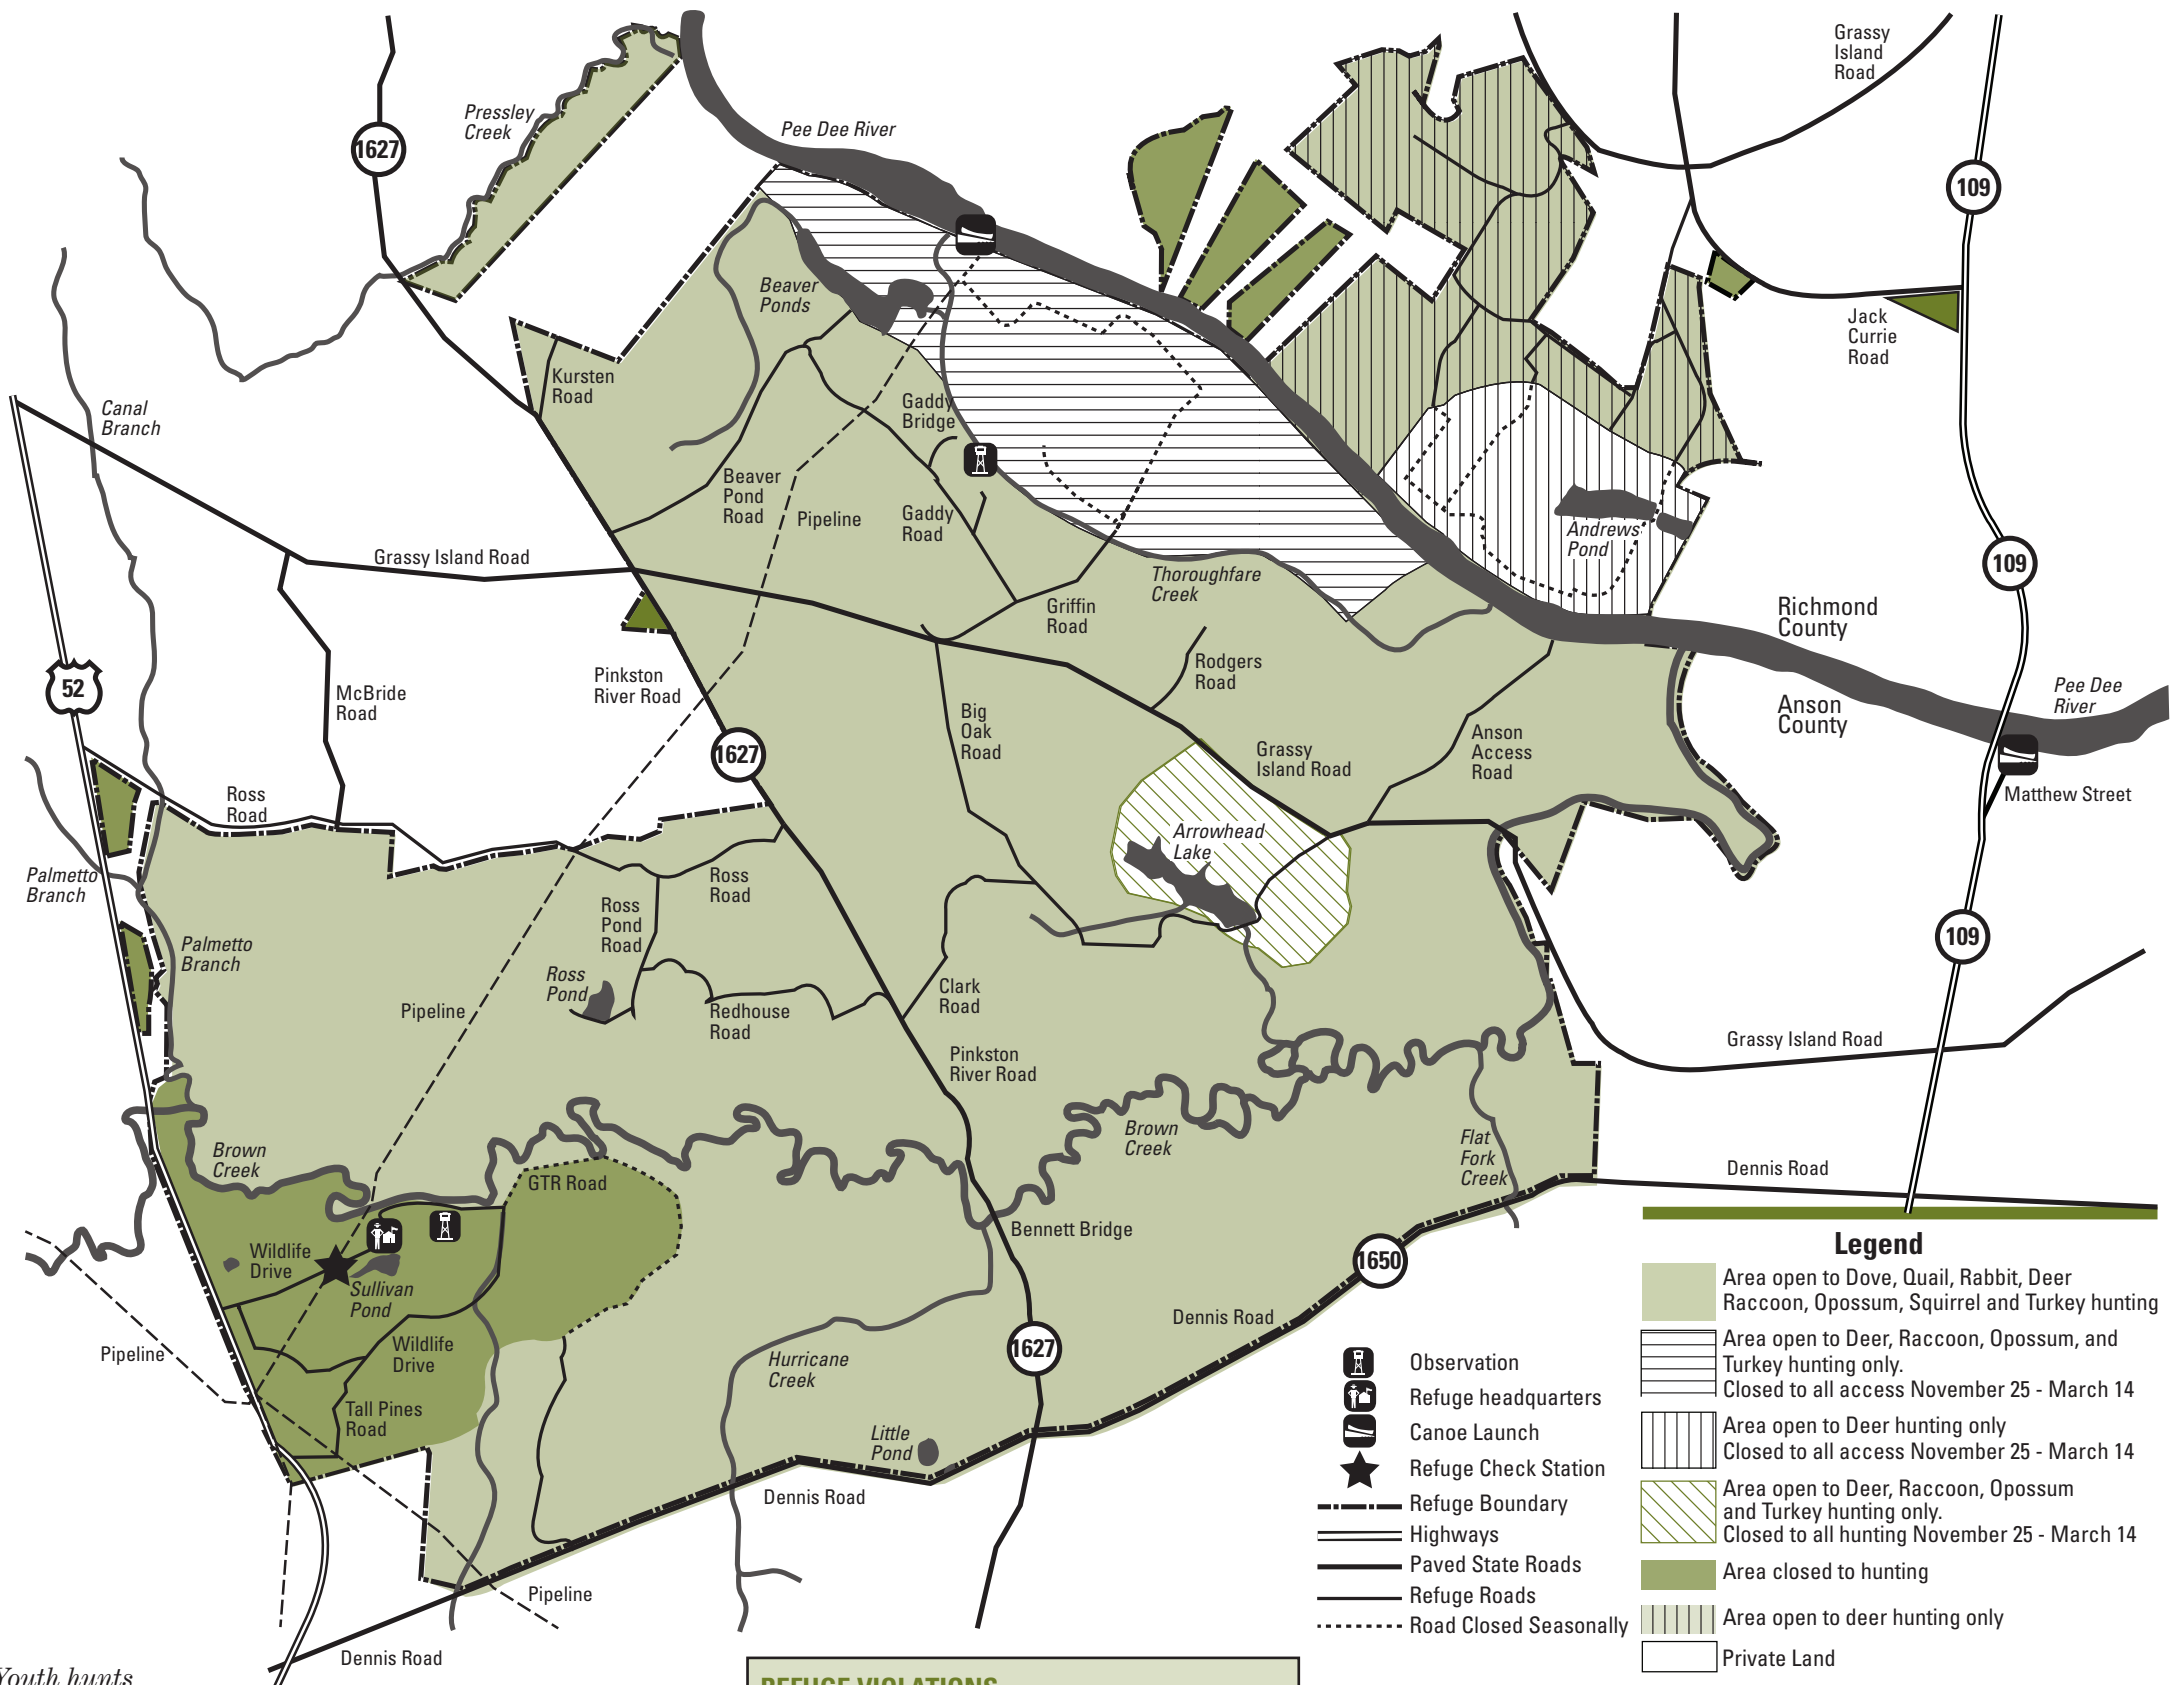 Grassy
Island
Road
Pressley
Creek
Pee Dee River
1627
109
Beaver
Ponds
Jack
Currie
Road
Kursten
Road
Canal
Branch
Gaddy
Bridge
Beaver
Pond
Road
Pipeline
Gaddy
Road
Andrews
Pond
Grassy Island Road
Thoroughfare
Creek
109
Griffin
Road
Richmond
County
52
McBride
Road
Pinkston
River Road
Rodgers
Road
Pee Dee
River
Anson
County
Big
Oak
Road
Anson
Access
Road
1627
Grassy
Island Road
Ross
Road
Matthew Street
Arrowhead
Lake
Palmetto
Branch
Ross
Road
Ross
Pond
Road
109
Palmetto
Branch
Ross
Pond
Clark
Road
Pipeline
Redhouse
Road
Grassy Island Road
Pinkston
River Road
Brown
Creek
Brown
Creek
Flat
Fork
Creek
Dennis Road
GTR Road
Bennett Bridge
Wildlife
Drive
1650
Sullivan
Pond
Dennis Road
Pipeline
Wildlife
Drive
1627
Hurricane
Creek
Tall Pines
Road
Little
Pond
Dennis Road
Pipeline
Dennis Road
Legend
Area open to Dove, Quail, Rabbit, Deer
Raccoon, Opossum, Squirrel and Turkey hunting
Area open to Deer, Raccoon, Opossum, and
Turkey hunting only.
Closed to all access November 25 - March 14
Area open to Deer hunting only
Closed to all access November 25 - March 14
Area open to Deer, Raccoon, Opossum
and Turkey hunting only.
Closed to all hunting November 25 - March 14
Area closed to hunting
Area open to deer hunting only
Private Land
Observation
Refuge headquarters
Canoe Launch
Refuge Check Station
Refuge Boundary
Highways
Paved State Roads
Refuge Roads
Road Closed Seasonally
Youth hunts
REFUGE VIOLATIONS